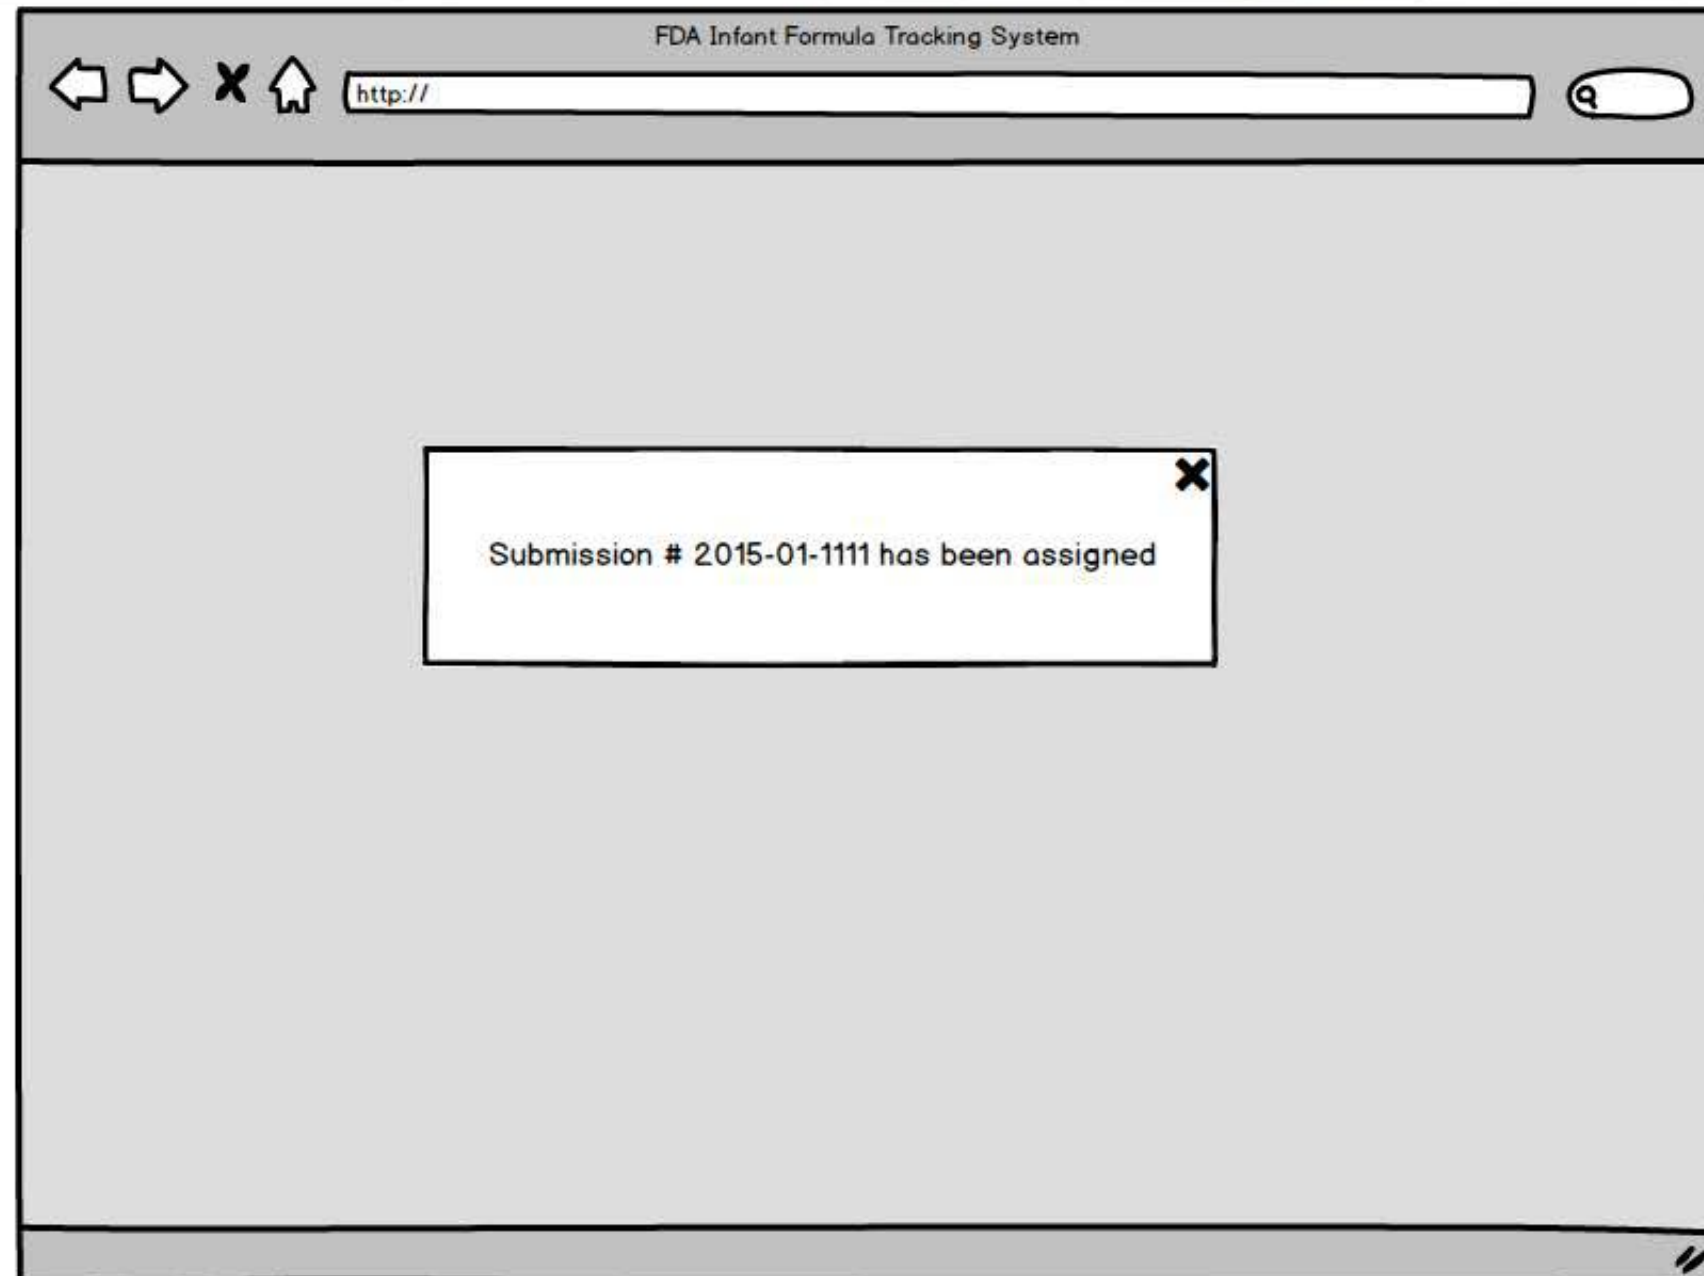 FDA Infant Formula Tracking System
http://
Submission # 2015-01-1111 has been assigned